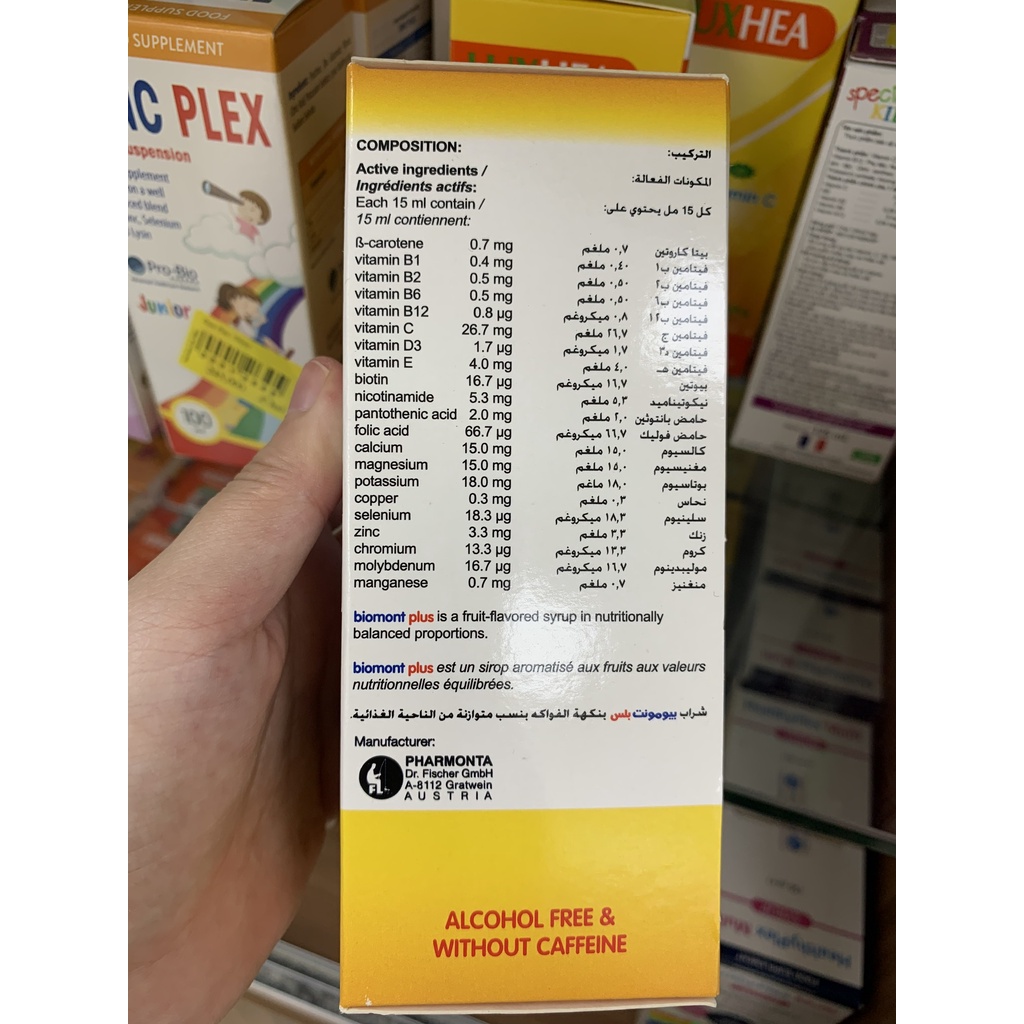 SUPPLEMENT
C PLEX
Junior
Pro-Bio
UXHEA
COMPOSITION:
التركيب:
Active ingredients /
Ingrédients actifs:
المكونات الفعالة:
Each 15 ml contain /
15 ml contiennent:
كل 15 مل يحتوي على:
ß-carotene 0.7 mg ٠,٧ ملغم بيتا كاروتين
vitamin B1 0.4 mg ٠,٤٠ ملغم فيتامين ب١
vitamin B2 0.5 mg ٠,٥٠ ملغم فيتامين ب٢
vitamin B6 0.5 mg ٠,٥٠ ملغم فيتامين ب٦
vitamin B12 0.8 µg ٠,٨ ميكروغم فيتامين ب١٢
vitamin C 26.7 mg ٢٦,٧ ملغم فيتامين ج
vitamin D3 1.7 µg ١,٧ ميكروغم فيتامين د٣
vitamin E 4.0 mg ٤,٠ ملغم فيتامين هـ
biotin 16.7 µg ١٦,٧ ميكروغم بيوتين
nicotinamide 5.3 mg ٥,٣ ملغم نيكوتيناميد
pantothenic acid 2.0 mg ٢,٠ ملغم حامض بانتوثين
folic acid 66.7 µg ٦٦,٧ ميكروغم حامض فوليك
calcium 15.0 mg ١٥,٠ ملغم كالسيوم
magnesium 15.0 mg ١٥,٠ ملغم مغنيسيوم
potassium 18.0 mg ١٨,٠ ماغم بوتاسيوم
copper 0.3 mg ٠,٣ ملغم نحاس
selenium 18.3 µg ١٨,٣ ميكروغم سلينيوم
zinc 3.3 mg ٣,٣ ملغم زنك
chromium 13.3 µg ١٣,٣ ميكروغم كروم
molybdenum 16.7 µg ١٦,٧ ميكروغم موليبدينوم
manganese 0.7 mg ٠,٧ ملغم منغنيز
biomont plus is a fruit-flavored syrup in nutritionally
balanced proportions.
biomont plus est un sirop aromatisé aux fruits aux valeurs
nutritionnelles équilibrées.
شراب بيومونت بلس بنكهة الفواكه بنسب متوازنة من الناحية الغذائية.
Manufacturer:
PHARMONTA
Dr. Fischer GmbH
A-8112 Gratwein
AUSTRIA
FL
ALCOHOL FREE &
WITHOUT CAFFEINE